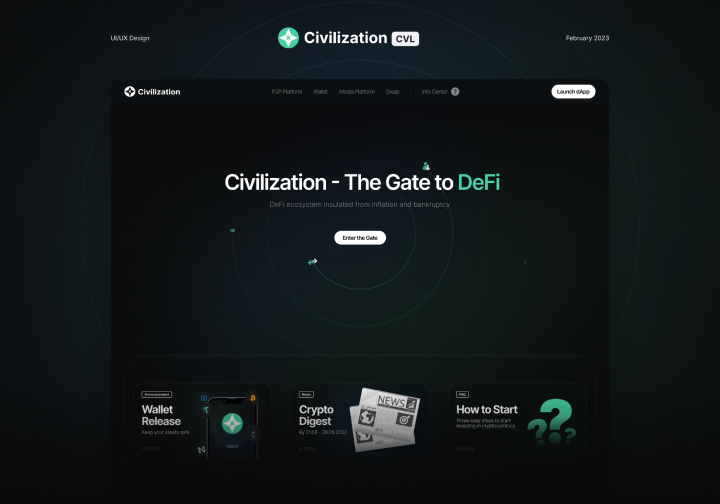 UI/UX Design
Civilization CVL
February 2023
Civilization
P2P Platform
Wallet
Media Platform
Swap
Info Center ?
Launch dApp
Civilization - The Gate to DeFi
DeFi ecosystem insulated from inflation and bankruptcy
Enter the Gate
Announcement
Wallet
Release
Keep your assets safe
Wallet
News
Crypto
Digest
By 21.08 - 28.09.2022
NEWS
FAQ
How to Start
Three easy steps to start
investing in cryptocurrency